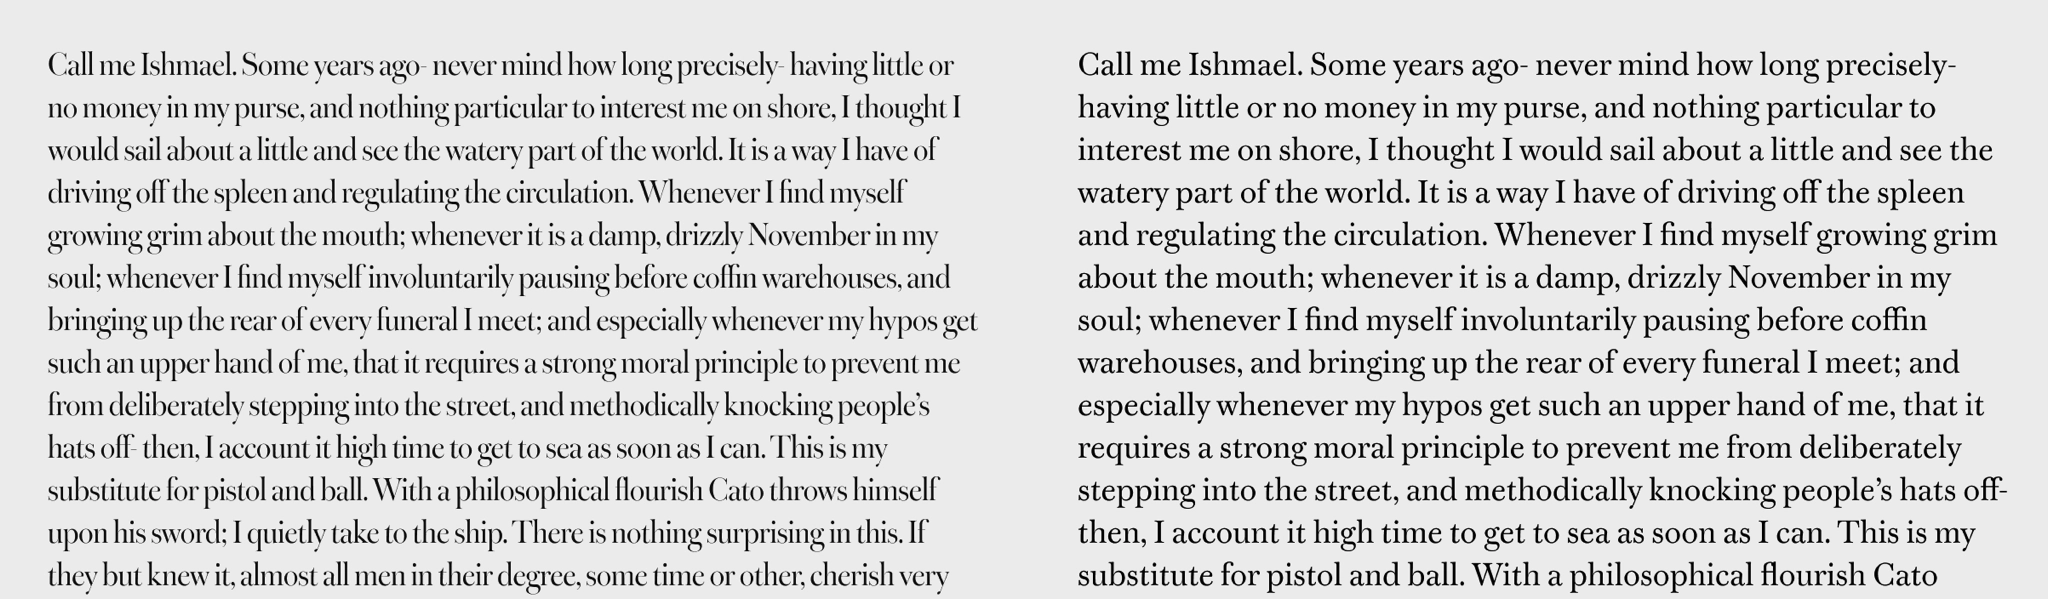 Call me Ishmael. Some years ago- never mind how long precisely- having little or
no money in my purse, and nothing particular to interest me on shore, I thought I
would sail about a little and see the watery part of the world. It is a way I have of
driving off the spleen and regulating the circulation. Whenever I find myself
growing grim about the mouth; whenever it is a damp, drizzly November in my
soul; whenever I find myself involuntarily pausing before coffin warehouses, and
bringing up the rear of every funeral I meet; and especially whenever my hypos get
such an upper hand of me, that it requires a strong moral principle to prevent me
from deliberately stepping into the street, and methodically knocking people’s
hats off- then, I account it high time to get to sea as soon as I can. This is my
substitute for pistol and ball. With a philosophical flourish Cato throws himself
upon his sword; I quietly take to the ship. There is nothing surprising in this. If
they but knew it, almost all men in their degree, some time or other, cherish very
Call me Ishmael. Some years ago- never mind how long precisely-
having little or no money in my purse, and nothing particular to
interest me on shore, I thought I would sail about a little and see the
watery part of the world. It is a way I have of driving off the spleen
and regulating the circulation. Whenever I find myself growing grim
about the mouth; whenever it is a damp, drizzly November in my
soul; whenever I find myself involuntarily pausing before coffin
warehouses, and bringing up the rear of every funeral I meet; and
especially whenever my hypos get such an upper hand of me, that it
requires a strong moral principle to prevent me from deliberately
stepping into the street, and methodically knocking people’s hats off-
then, I account it high time to get to sea as soon as I can. This is my
substitute for pistol and ball. With a philosophical flourish Cato